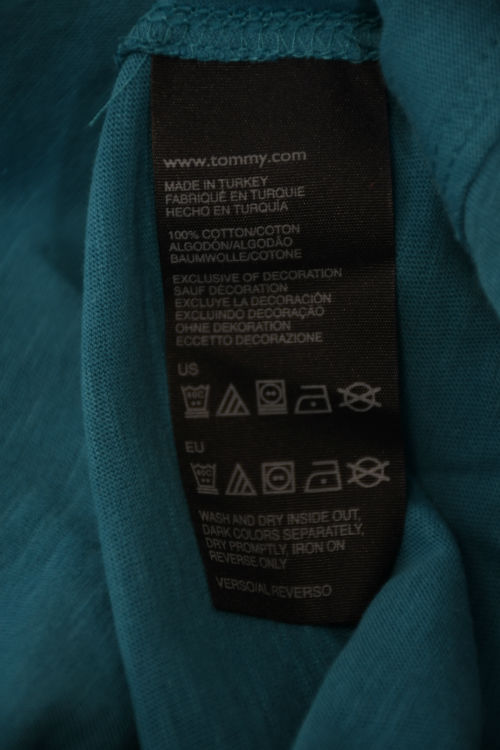 www.tommy.com
MADE IN TURKEY
FABRIQUÉ EN TURQUIE
HECHO EN TURQUÍA
100% COTTON/COTON
ALGODÓN/ALGODÃO
BAUMWOLLE/COTONE
EXCLUSIVE OF DECORATION
SAUF DÉCORATION
EXCLUYE LA DECORACIÓN
EXCLUINDO DECORAÇÃO
OHNE DEKORATION
ECCETTO DECORAZIONE
US
40C
EU
40C
WASH AND DRY INSIDE OUT,
DARK COLORS SEPARATELY,
DRY PROMPTLY, IRON ON
REVERSE ONLY
VERSO/AL REVERSO